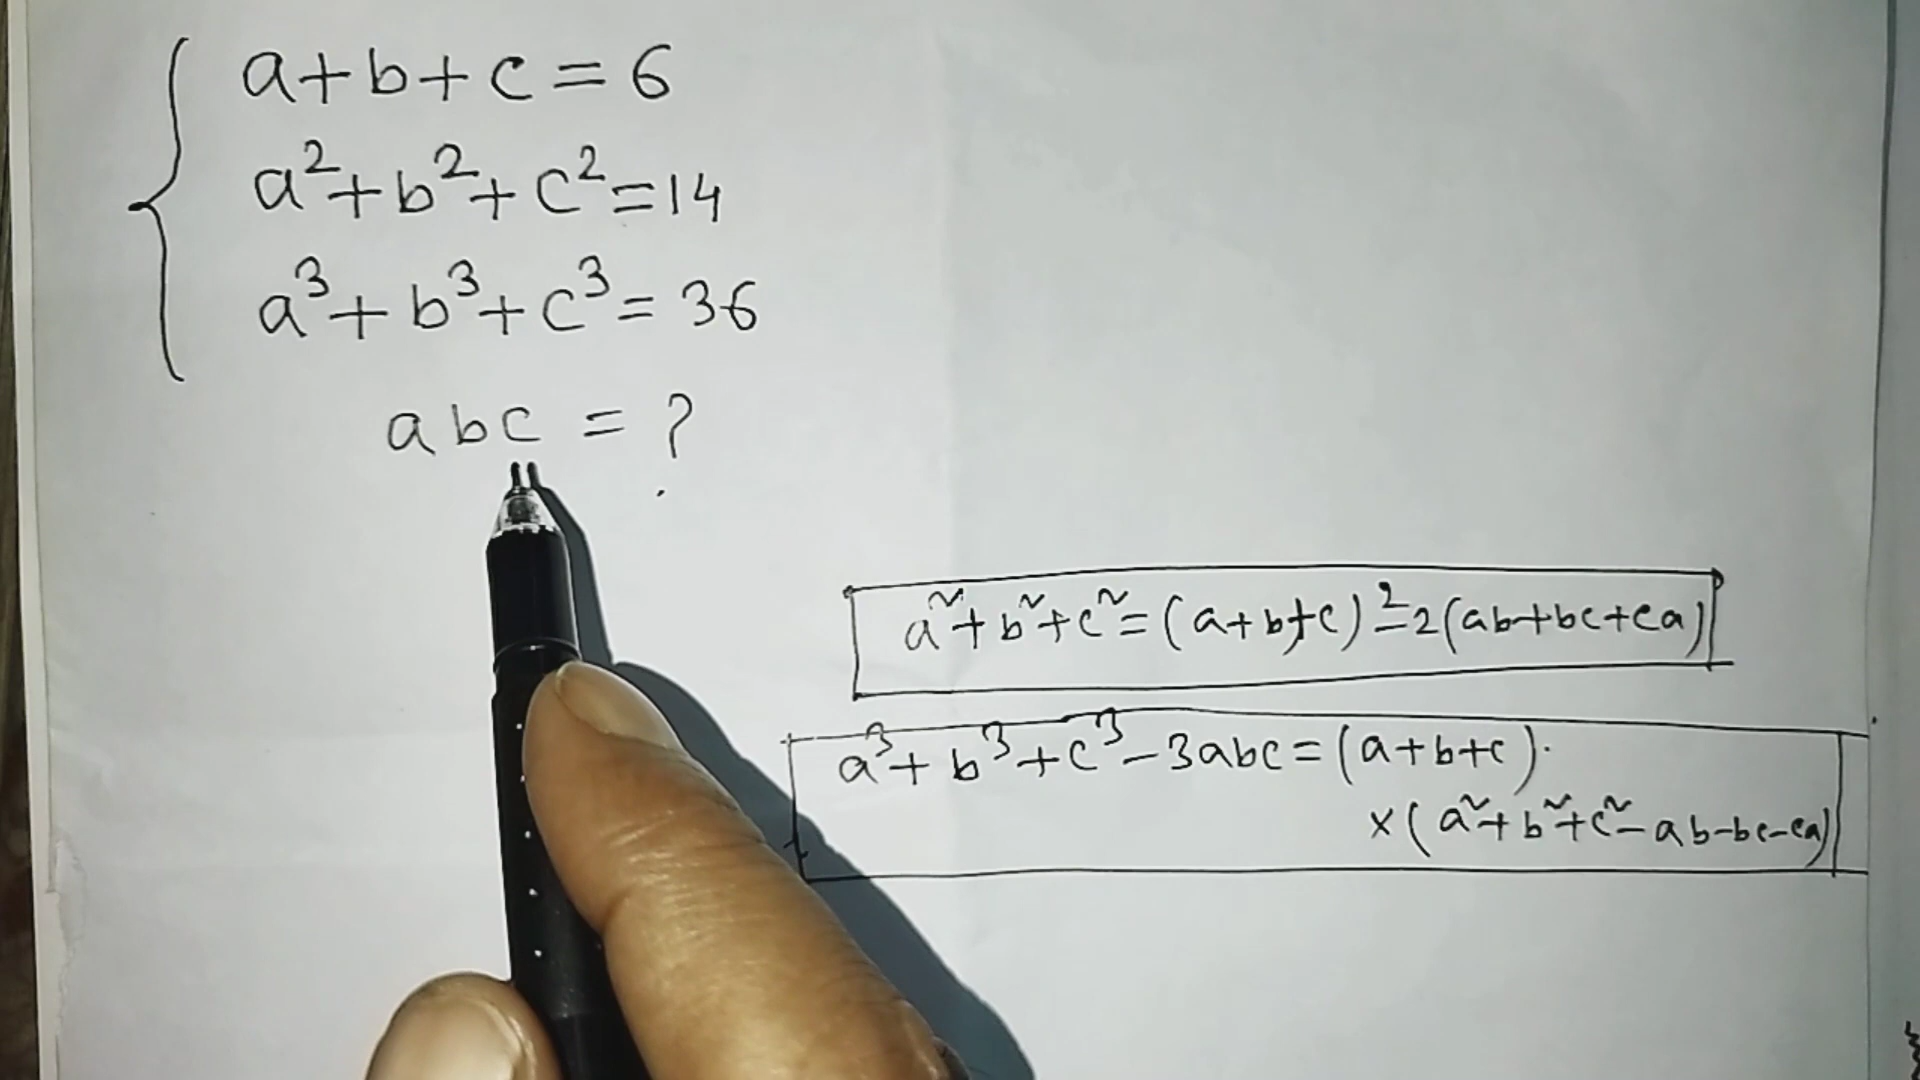 a+b+c=6
a²+b²+c²=14
a³+b³+c³=36
abc = ?
a²+b²+c²=(a+b+c)²-2(ab+bc+ca)
a³+b³+c³-3abc=(a+b+c).
×(a²+b²+c²-ab-bc-ca)